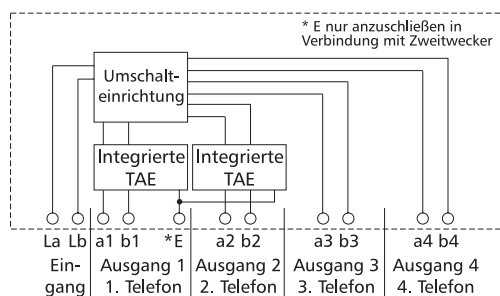 * E nur anzuschließen in
Verbindung mit Zweitwecker
Umschalt-
einrichtung
Integrierte
TAE
Integrierte
TAE
La Lb a1 b1 *E a2 b2 a3 b3 a4 b4
Ein- Ausgang 1 Ausgang 2 Ausgang 3 Ausgang 4
gang 1. Telefon 2. Telefon 3. Telefon 4. Telefon